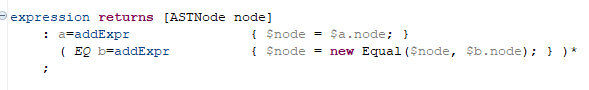 expression returns [ASTNode node]
: a=addExpr { $node = $a.node; }
( EQ b=addExpr { $node = new Equal($node, $b.node); } )*
;